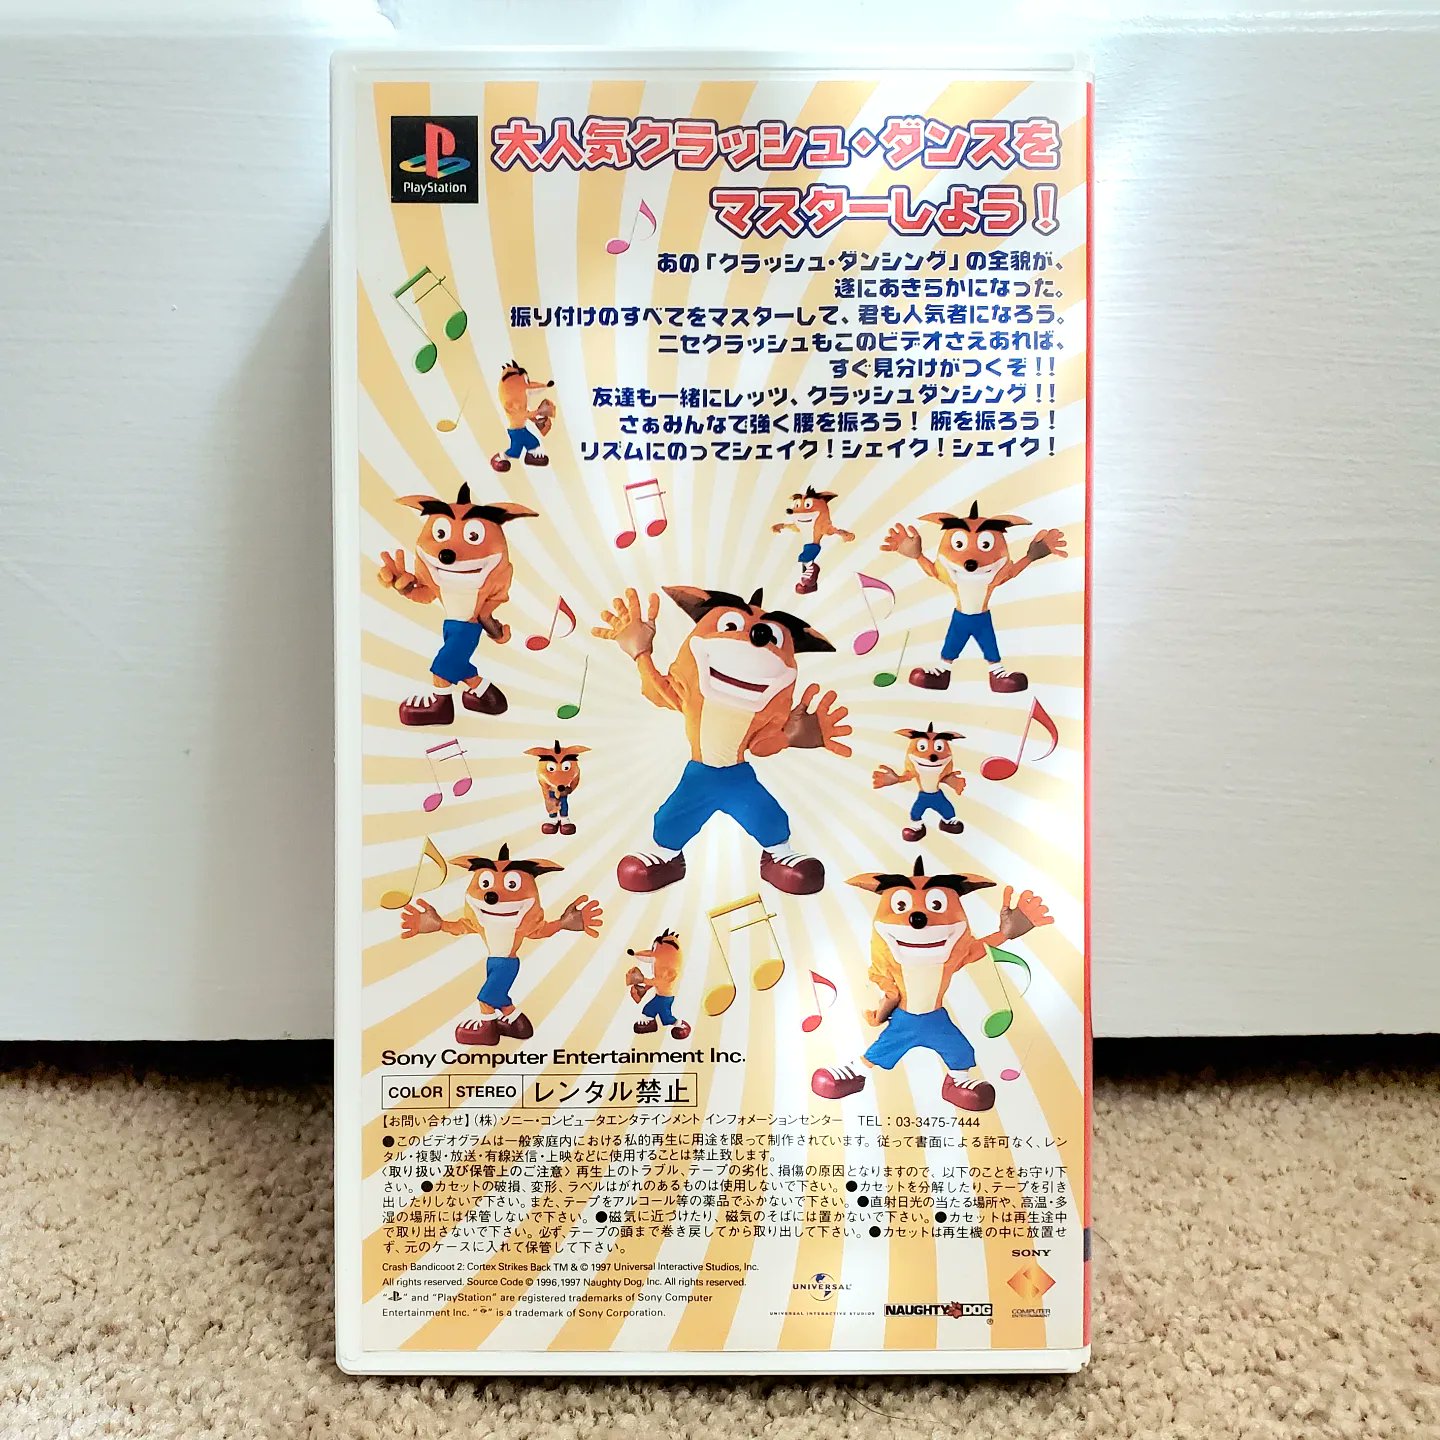 PlayStation
大人気クラッシュ・ダンスを
マスターしよう！
あの「クラッシュ・ダンシング」の全貌が、
遂にあきらかになった。
振り付けのすべてをマスターして、君も人気者になろう。
ニセクラッシュもこのビデオさえあれば、
すぐ見分けがつくぞ！！
友達も一緒にレッツ、クラッシュダンシング！！
さぁみんなで強く腰を振ろう！腕を振ろう！
リズムにのってシェイク！シェイク！シェイク！
Sony Computer Entertainment Inc.
COLOR STEREO レンタル禁止
【お問い合わせ】（株）ソニー・コンピュータエンタテインメント インフォメーションセンター TEL：03-3475-7444
●このビデオグラムは一般家庭内における私的再生に用途を限って制作されています。従って書面による許可なく、レン
タル・複製・放送・有線送信・上映などに使用することは禁止致します。
〈取り扱い及び保管上のご注意〉再生上のトラブル、テープの劣化、損傷の原因となりますので、以下のことをお守り下
さい。●カセットの破損、変形、ラベルはがれのあるものは使用しないで下さい。●カセットを分解したり、テープを引き
出したりしないで下さい。また、テープをアルコール等の薬品でふかないで下さい。●直射日光の当たる場所や、高温・多
湿の場所には保管しないで下さい。●磁気に近づけたり、磁気のそばには置かないで下さい。●カセットは再生途中
で取り出さないで下さい。必ず、テープの頭まで巻き戻してから取り出して下さい。●カセットは再生機の中に放置せ
ず、元のケースに入れて保管して下さい。
Crash Bandicoot 2: Cortex Strikes Back TM & © 1997 Universal Interactive Studios, Inc.
All rights reserved. Source Code © 1996,1997 Naughty Dog, Inc. All rights reserved.
" " and "PlayStation" are registered trademarks of Sony Computer
Entertainment Inc. " " is a trademark of Sony Corporation.
UNIVERSAL
UNIVERSAL INTERACTIVE STUDIOS
NAUGHTY DOG
®
SONY
COMPUTER
ENTERTAINMENT